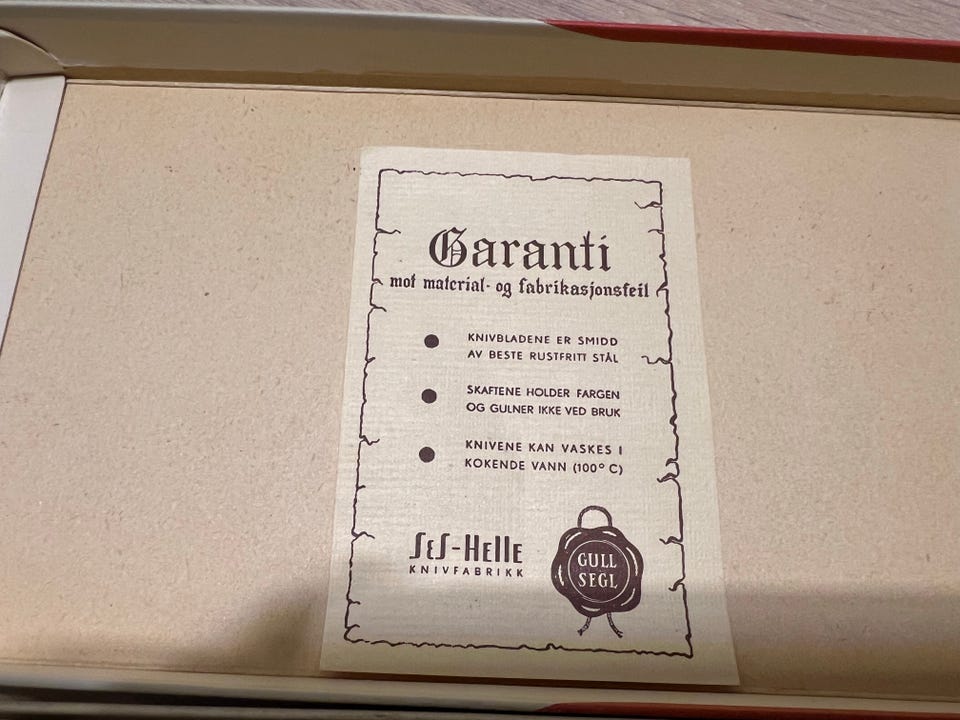 Garanti
mot material- og fabrikasjonsfeil
KNIVBLADENE ER SMIDD
AV BESTE RUSTFRITT STÅL
SKAFTENE HOLDER FARGEN
OG GULNER IKKE VED BRUK
KNIVENE KAN VASKES I
KOKENDE VANN (100° C)
S&S-Helle
KNIVFABRIKK
GULL
SEGL